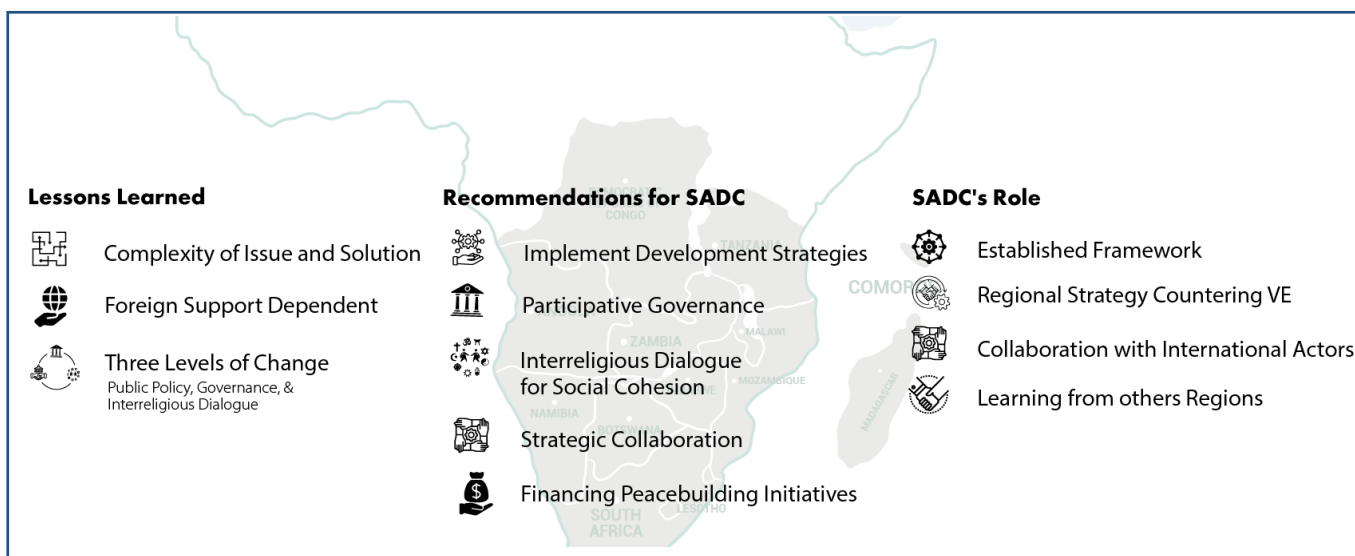 Lessons Learned
Complexity of Issue and Solution
Foreign Support Dependent
Three Levels of Change
Public Policy, Governance, &
Interreligious Dialogue
Recommendations for SADC
Implement Development Strategies
Participative Governance
Interreligious Dialogue
for Social Cohesion
Strategic Collaboration
Financing Peacebuilding Initiatives
SADC's Role
Established Framework
Regional Strategy Countering VE
Collaboration with International Actors
Learning from others Regions
DEMOCRATIC
CONGO
TANZANIA
COMOR
MALAWI
ZAMBIA
MOZAMBIQUE
NAMIBIA
BOTSWANA
MADAGASCAR
LESOTHO
SOUTH
AFRICA